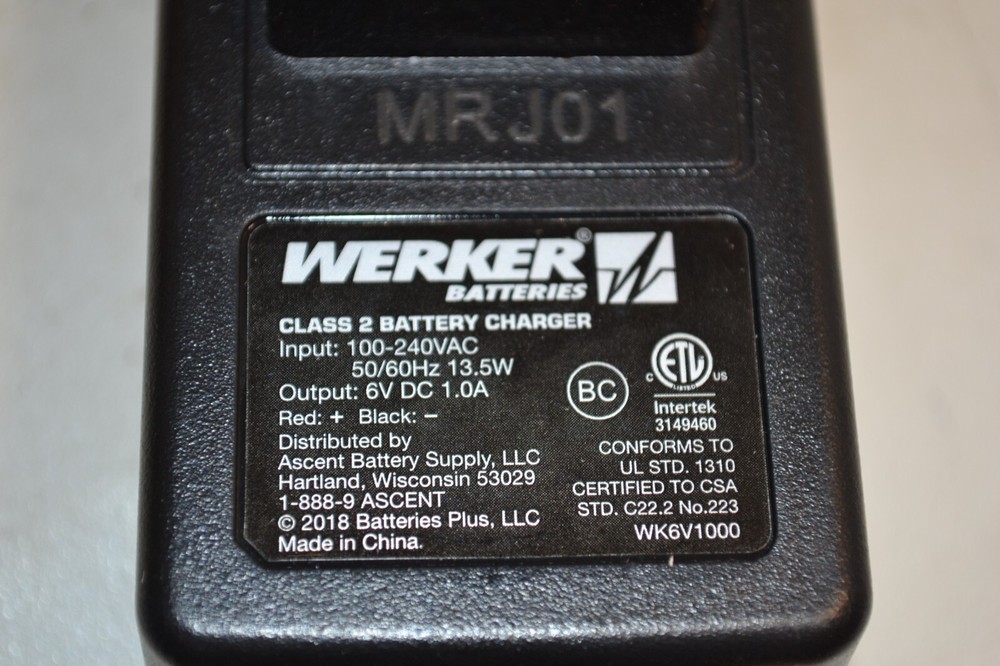 MRJ01
WERKER®
BATTERIES
CLASS 2 BATTERY CHARGER
Input: 100-240VAC
50/60Hz 13.5W
Output: 6V DC 1.0A
Red: + Black: −
Distributed by
Ascent Battery Supply, LLC
Hartland, Wisconsin 53029
1-888-9 ASCENT
© 2018 Batteries Plus, LLC
Made in China.
BC
ETL
LISTED
C US
Intertek
3149460
CONFORMS TO
UL STD. 1310
CERTIFIED TO CSA
STD. C22.2 No.223
WK6V1000